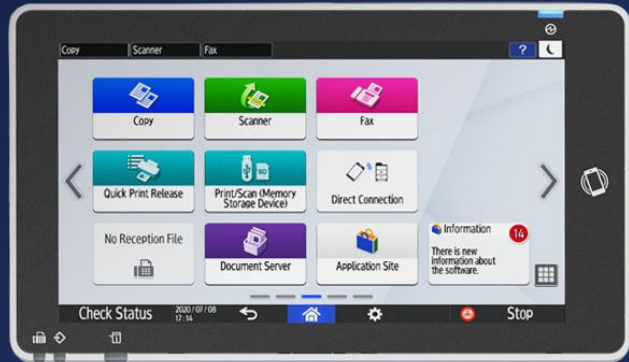 Copy
Scanner
Fax
?
Copy
Scanner
Fax
Quick Print Release
SD
Print/Scan (Memory
Storage Device)
Direct Connection
No Reception File
Document Server
Application Site
Information
14
There is new
information about
the software.
Check Status
2020/07/08
17:14
Stop